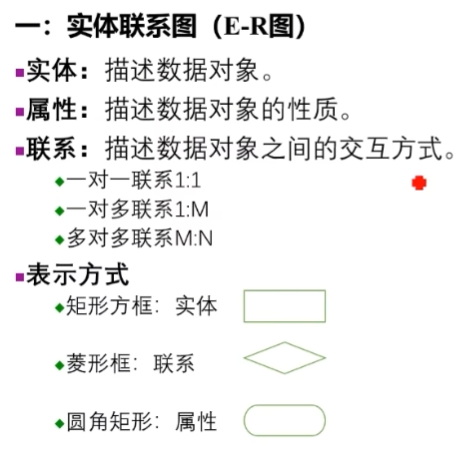 一：实体联系图（E-R图）
实体：描述数据对象。
属性：描述数据对象的性质。
联系：描述数据对象之间的交互方式。
一对一联系1:1
一对多联系1:M
多对多联系M:N
表示方式
矩形方框：实体
菱形框：联系
圆角矩形：属性